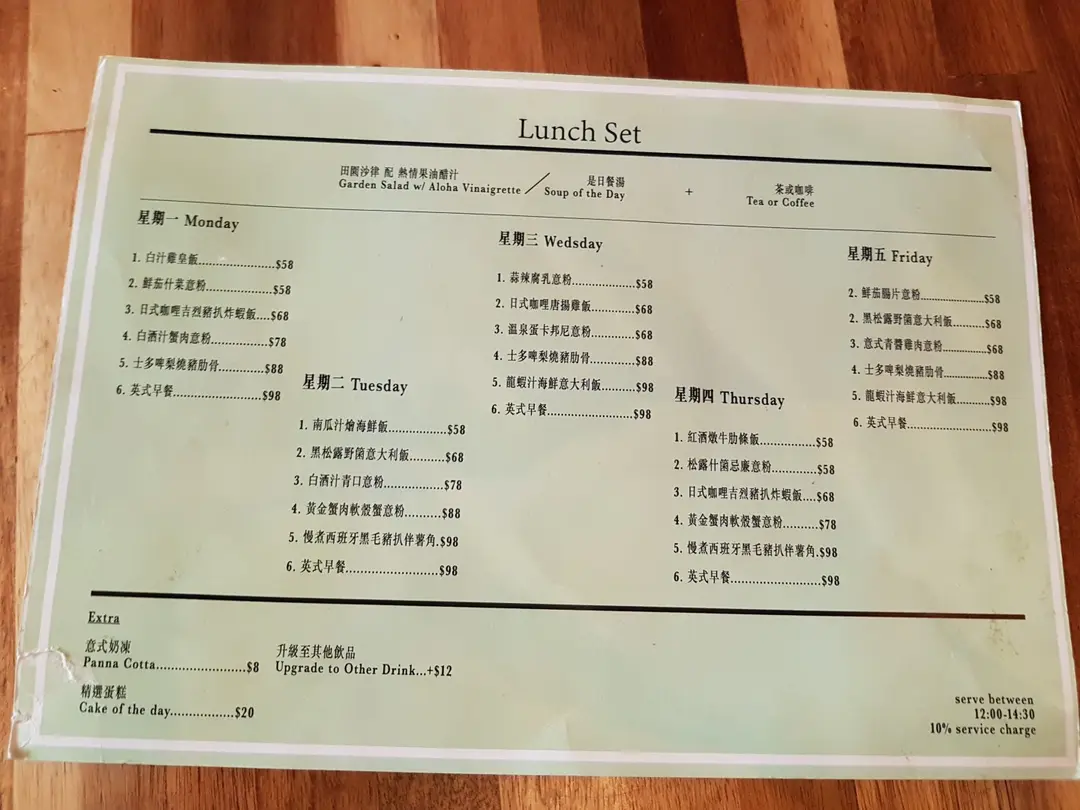 Lunch Set
田園沙律 配 熱情果油醋汁
Garden Salad w/ Aloha Vinaigrette
是日餐湯
Soup of the Day
+
茶或咖啡
Tea or Coffee
星期一 Monday
1. 白汁雞皇飯......................$58
2. 鮮茄什菜意粉...................$58
3. 日式咖哩吉烈豬扒炸蝦飯....$68
4. 白酒汁蟹肉意粉................$78
5. 士多啤梨燒豬肋骨.............$88
6. 英式早餐.........................$98
星期二 Tuesday
1. 南瓜汁燴海鮮飯................$58
2. 黑松露野菌意大利飯.........$68
3. 白酒汁青口意粉................$78
4. 黃金蟹肉軟殼蟹意粉..........$88
5. 慢煮西班牙黑毛豬扒伴薯角.$98
6. 英式早餐.........................$98
星期三 Wedsday
1. 蒜辣腐乳意粉..................$58
2. 日式咖哩唐揚雞飯............$68
3. 溫泉蛋卡邦尼意粉............$68
4. 士多啤梨燒豬肋骨............$88
5. 龍蝦汁海鮮意大利飯.........$98
6. 英式早餐.......................$98
星期四 Thursday
1. 紅酒燉牛肋條飯...............$58
2. 松露什菌忌廉意粉............$58
3. 日式咖哩吉烈豬扒炸蝦飯....$68
4. 黃金蟹肉軟殼蟹意粉..........$78
5. 慢煮西班牙黑毛豬扒伴薯角.$98
6. 英式早餐........................$98
星期五 Friday
2. 鮮茄腸片意粉....................$58
2. 黑松露野菌意大利飯.........$68
3. 意式青醬雞肉意粉..............$68
4. 士多啤梨燒豬肋骨.............$88
5. 龍蝦汁海鮮意大利飯..........$98
6. 英式早餐........................$98
Extra
意式奶凍
Panna Cotta.......................$8
精選蛋糕
Cake of the day................$20
升級至其他飲品
Upgrade to Other Drink...+$12
serve between
12:00-14:30
10% service charge